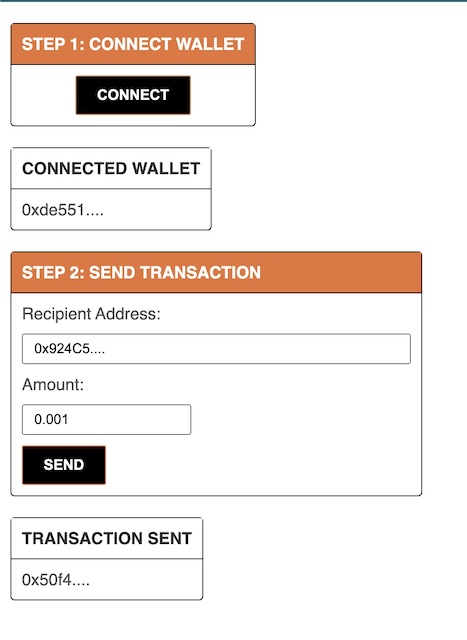 STEP 1: CONNECT WALLET
CONNECT
CONNECTED WALLET
0xde551....
STEP 2: SEND TRANSACTION
Recipient Address:
0x924C5....
Amount:
0.001
SEND
TRANSACTION SENT
0x50f4....